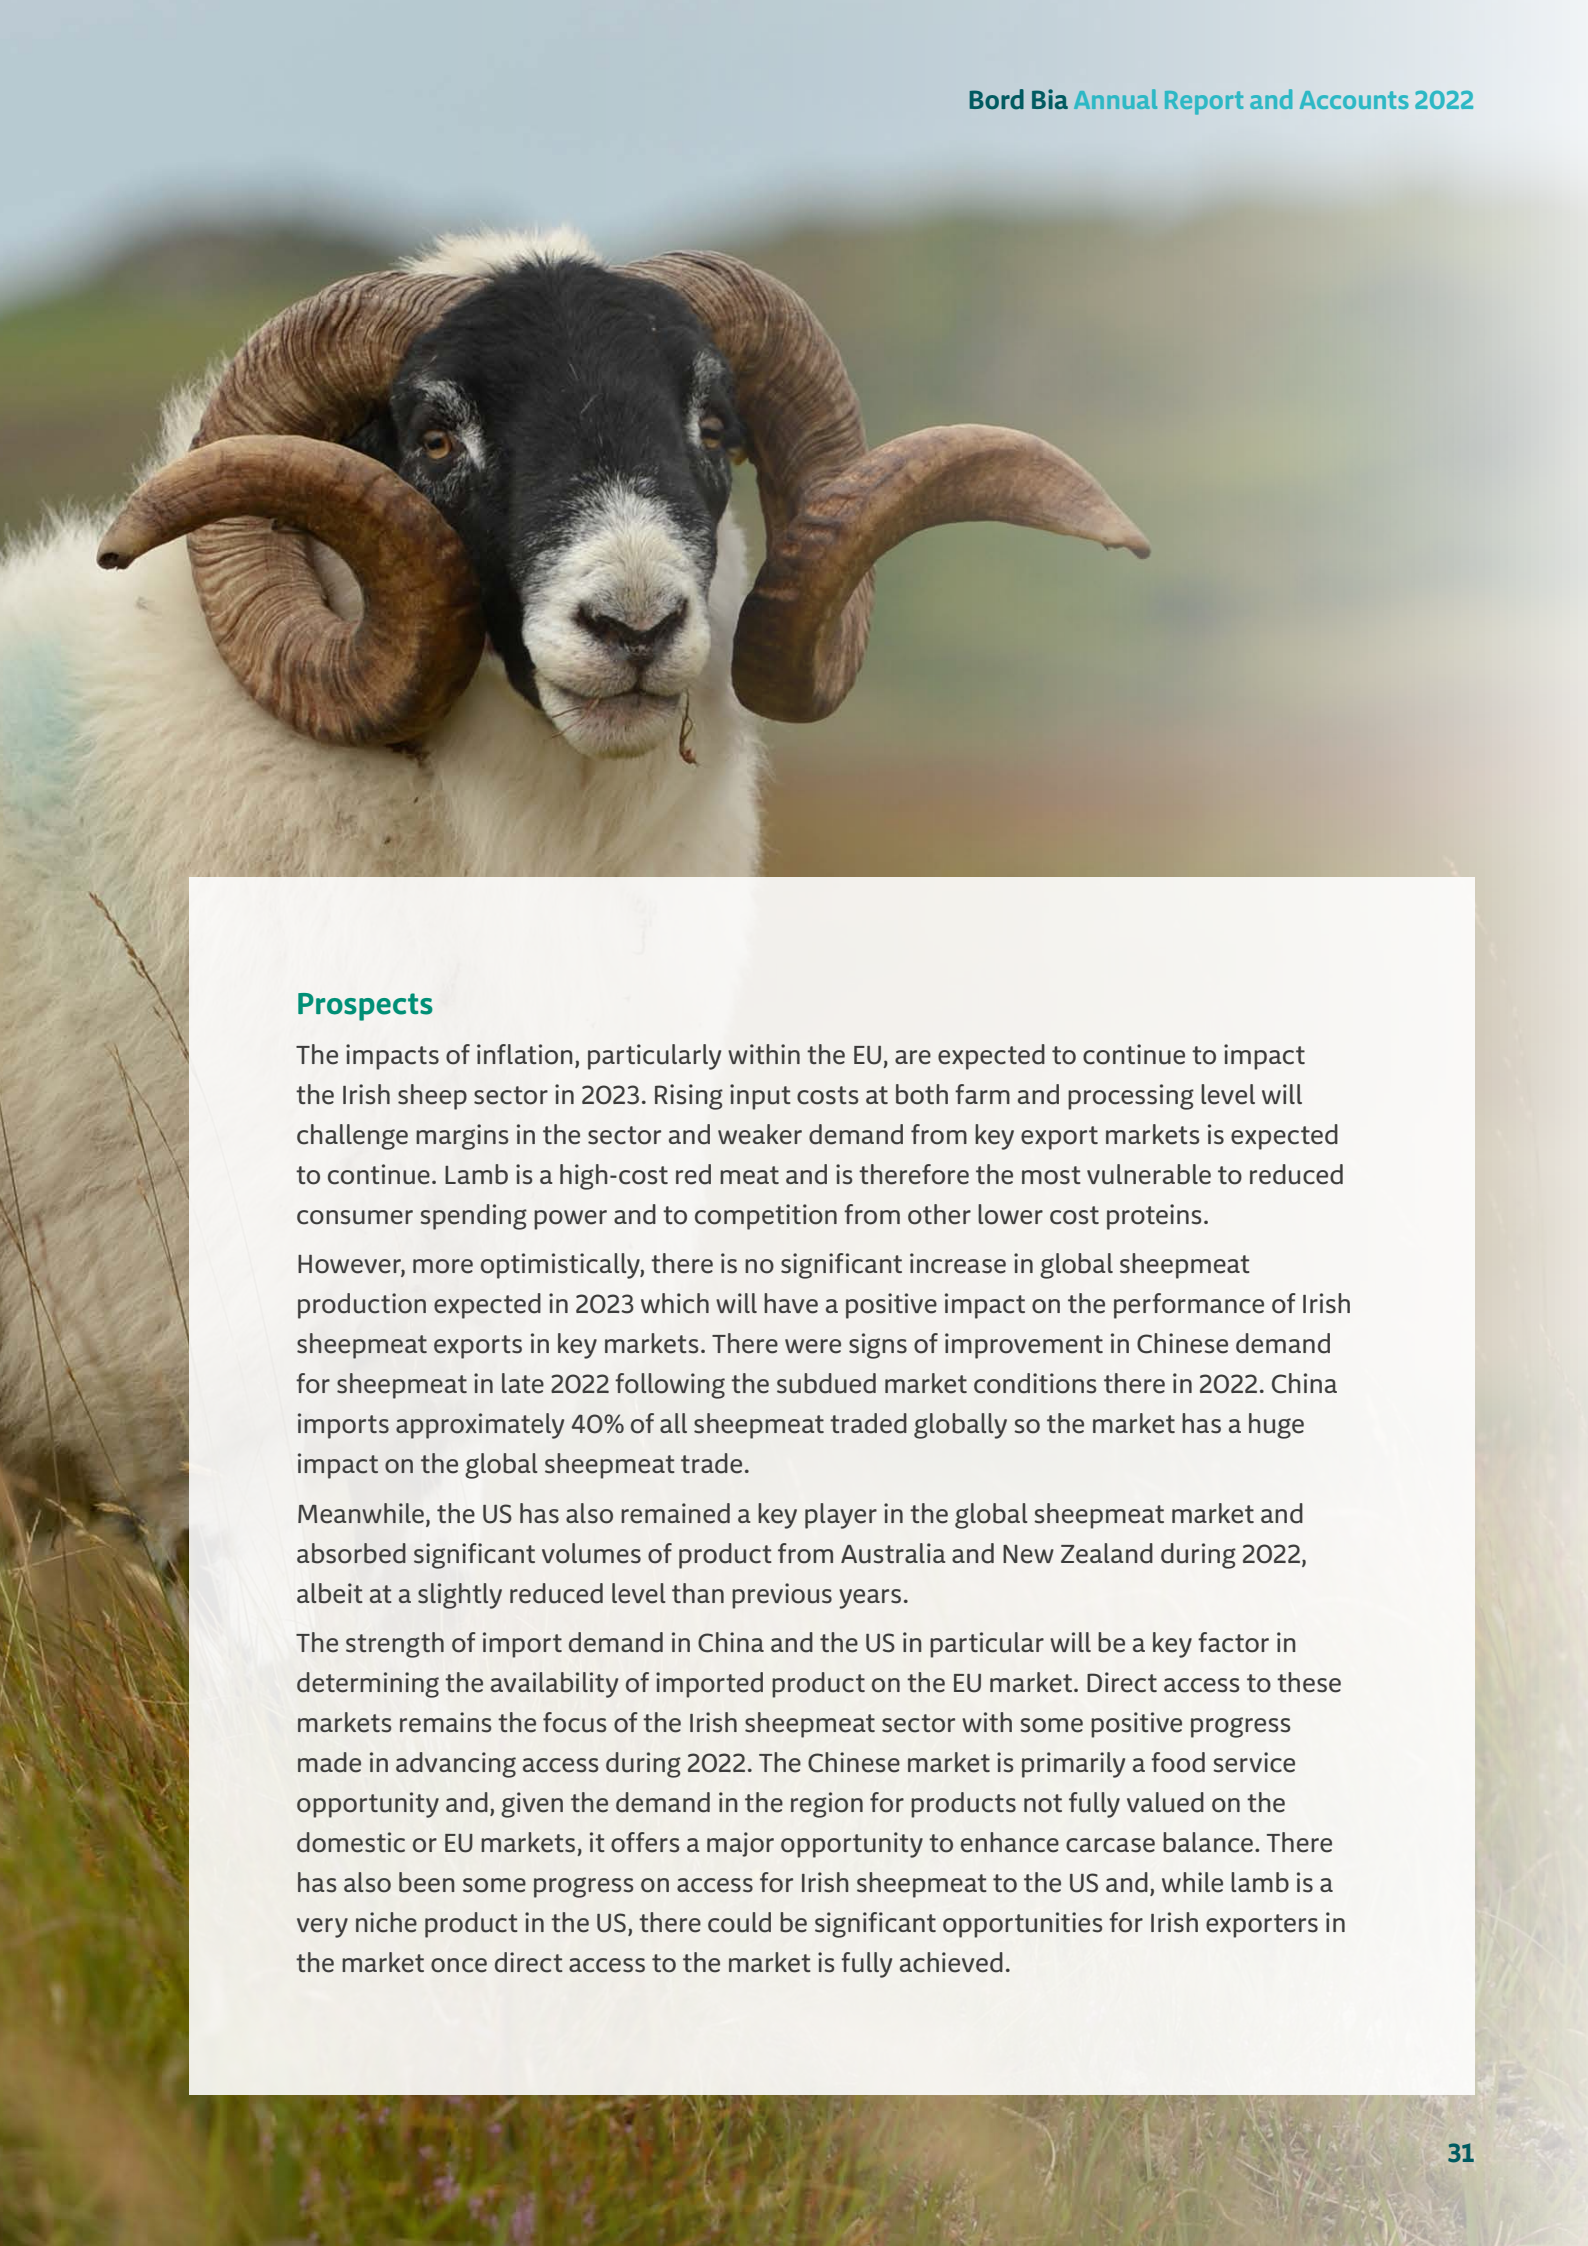 Bord Bia Annual Report and Accounts 2022
Prospects
The impacts of inflation, particularly within the EU, are expected to continue to impact
the Irish sheep sector in 2023. Rising input costs at both farm and processing level will
challenge margins in the sector and weaker demand from key export markets is expected
to continue. Lamb is a high-cost red meat and is therefore the most vulnerable to reduced
consumer spending power and to competition from other lower cost proteins.
However, more optimistically, there is no significant increase in global sheepmeat
production expected in 2023 which will have a positive impact on the performance of Irish
sheepmeat exports in key markets. There were signs of improvement in Chinese demand
for sheepmeat in late 2022 following the subdued market conditions there in 2022. China
imports approximately 40% of all sheepmeat traded globally so the market has a huge
impact on the global sheepmeat trade.
Meanwhile, the US has also remained a key player in the global sheepmeat market and
absorbed significant volumes of product from Australia and New Zealand during 2022,
albeit at a slightly reduced level than previous years.
The strength of import demand in China and the US in particular will be a key factor in
determining the availability of imported product on the EU market. Direct access to these
markets remains the focus of the Irish sheepmeat sector with some positive progress
made in advancing access during 2022. The Chinese market is primarily a food service
opportunity and, given the demand in the region for products not fully valued on the
domestic or EU markets, it offers a major opportunity to enhance carcase balance. There
has also been some progress on access for Irish sheepmeat to the US and, while lamb is a
very niche product in the US, there could be significant opportunities for Irish exporters in
the market once direct access to the market is fully achieved.
31